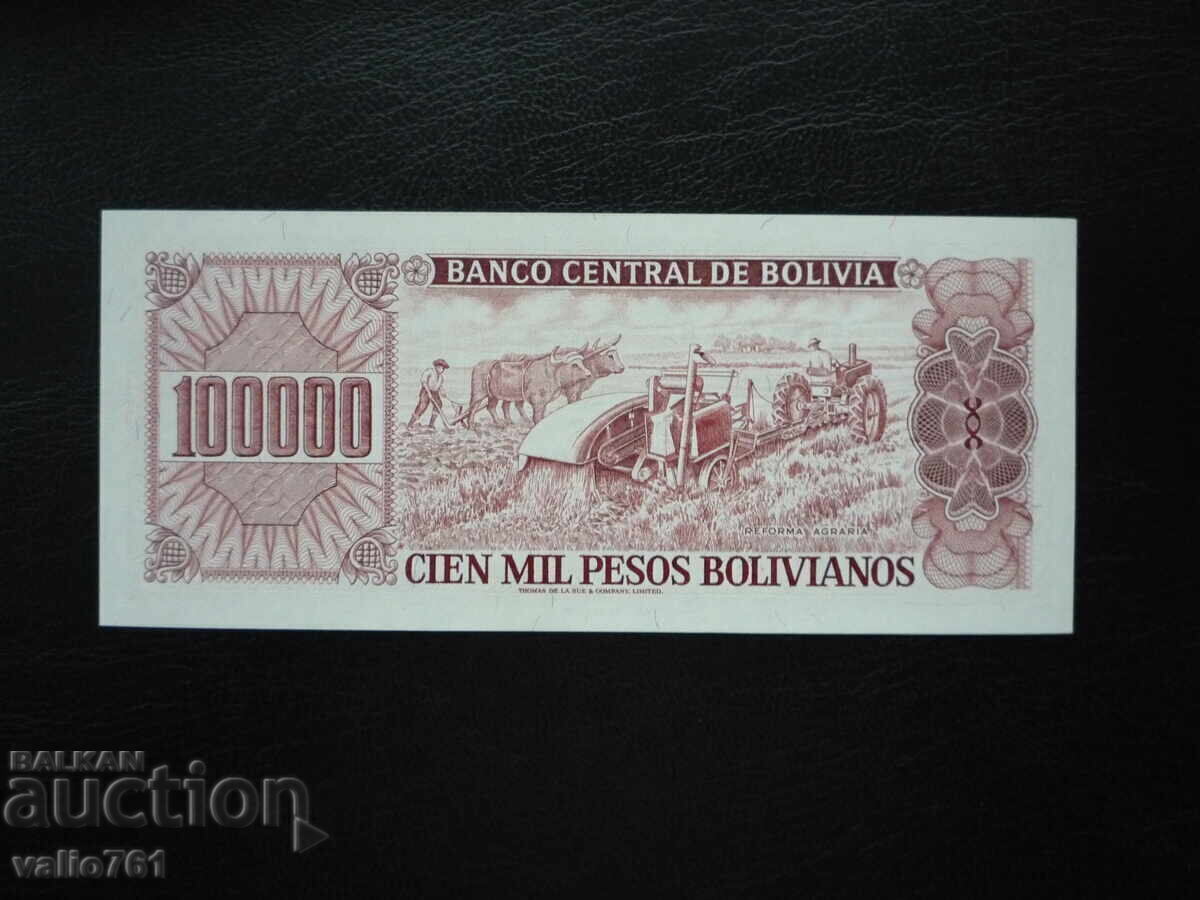 BANCO CENTRAL DE BOLIVIA
100000
"REFORMA AGRARIA"
CIEN MIL PESOS BOLIVIANOS
THOMAS DE LA RUE & COMPANY, LIMITED.
BALKAN
auction
valio761